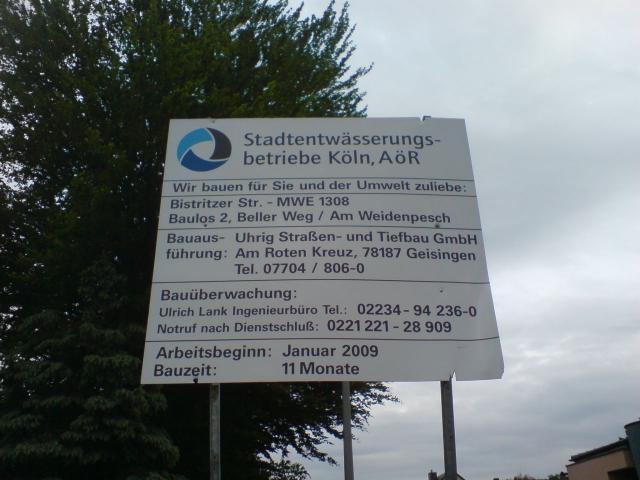 Stadtentwässerungs-
betriebe Köln, AöR
Wir bauen für Sie und der Umwelt zuliebe:
Bistritzer Str. - MWE 1308
Baulos 2, Beller Weg / Am Weidenpesch
Bauaus- Uhrig Straßen- und Tiefbau GmbH
führung: Am Roten Kreuz, 78187 Geisingen
Tel. 07704 / 806-0
Bauüberwachung:
Ulrich Lank Ingenieurbüro Tel.: 02234 - 94 236-0
Notruf nach Dienstschluß: 0221 221 - 28 909
Arbeitsbeginn: Januar 2009
Bauzeit: 11 Monate